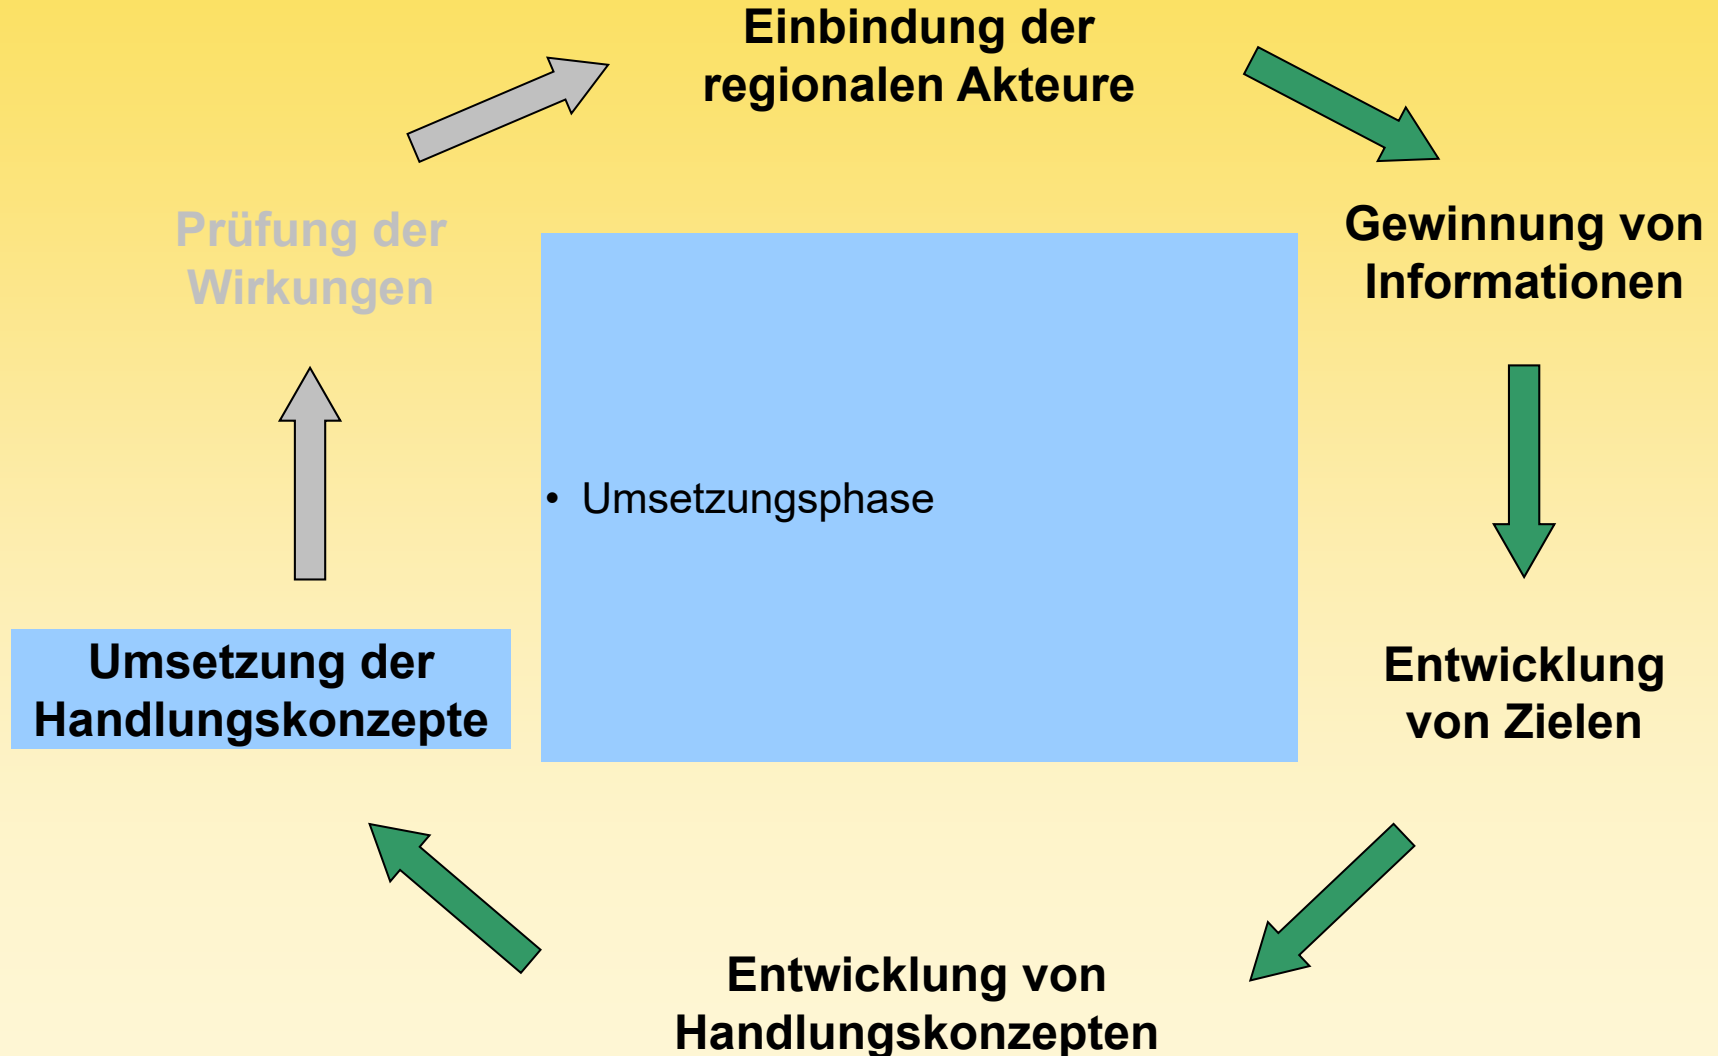 Einbindung der
regionalen Akteure
Gewinnung von
Informationen
Entwicklung
von Zielen
Entwicklung von
Handlungskonzepten
Umsetzung der
Handlungskonzepte
Prüfung der
Wirkungen
• Umsetzungsphase